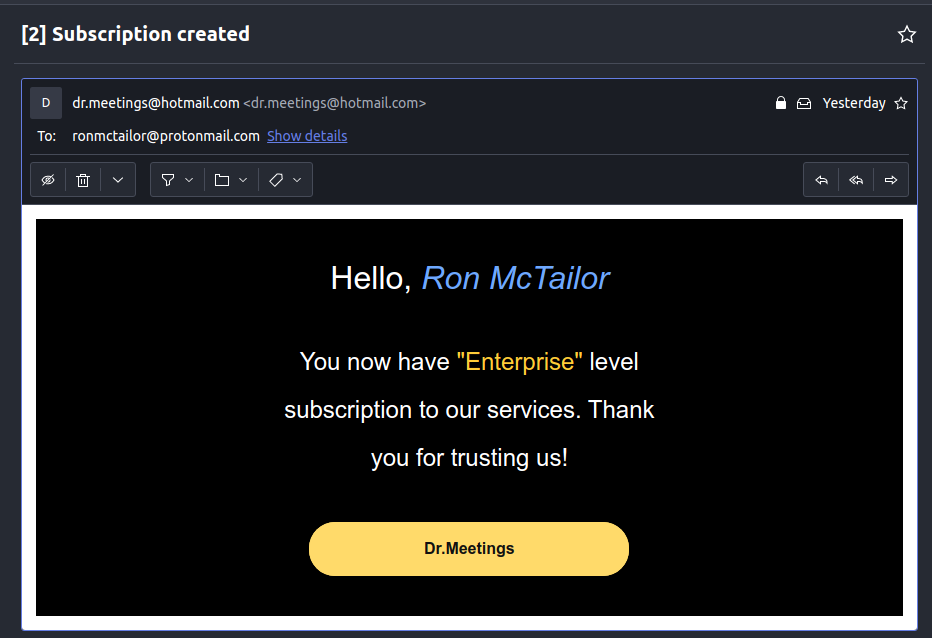 [2] Subscription created
D
dr.meetings@hotmail.com <dr.meetings@hotmail.com>
Yesterday
To: ronmctailor@protonmail.com Show details
Hello, Ron McTailor
You now have "Enterprise" level
subscription to our services. Thank
you for trusting us!
Dr.Meetings